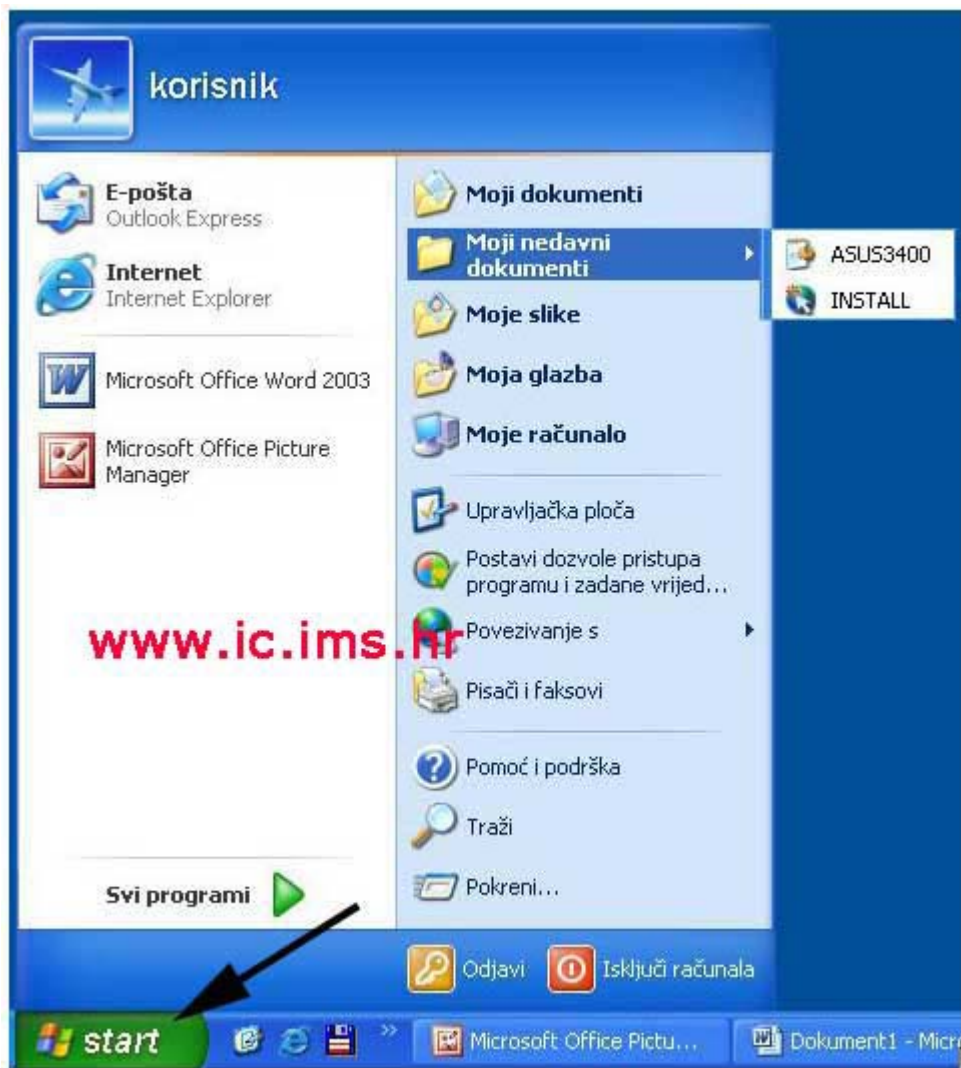 korisnik
E-pošta
Outlook Express
Internet
Internet Explorer
Microsoft Office Word 2003
Microsoft Office Picture
Manager
www.ic.ims.hr
Svi programi
Moji dokumenti
Moji nedavni
dokumenti
Moje slike
Moja glazba
Moje računalo
Upravljačka ploča
Postavi dozvole pristupa
programu i zadane vrijed...
Povezivanje s
Pisači i faksovi
Pomoć i podrška
Traži
Pokreni...
ASUS3400
INSTALL
Odjavi
Isključi računala
start
Microsoft Office Pictu...
Dokument1 - Micr